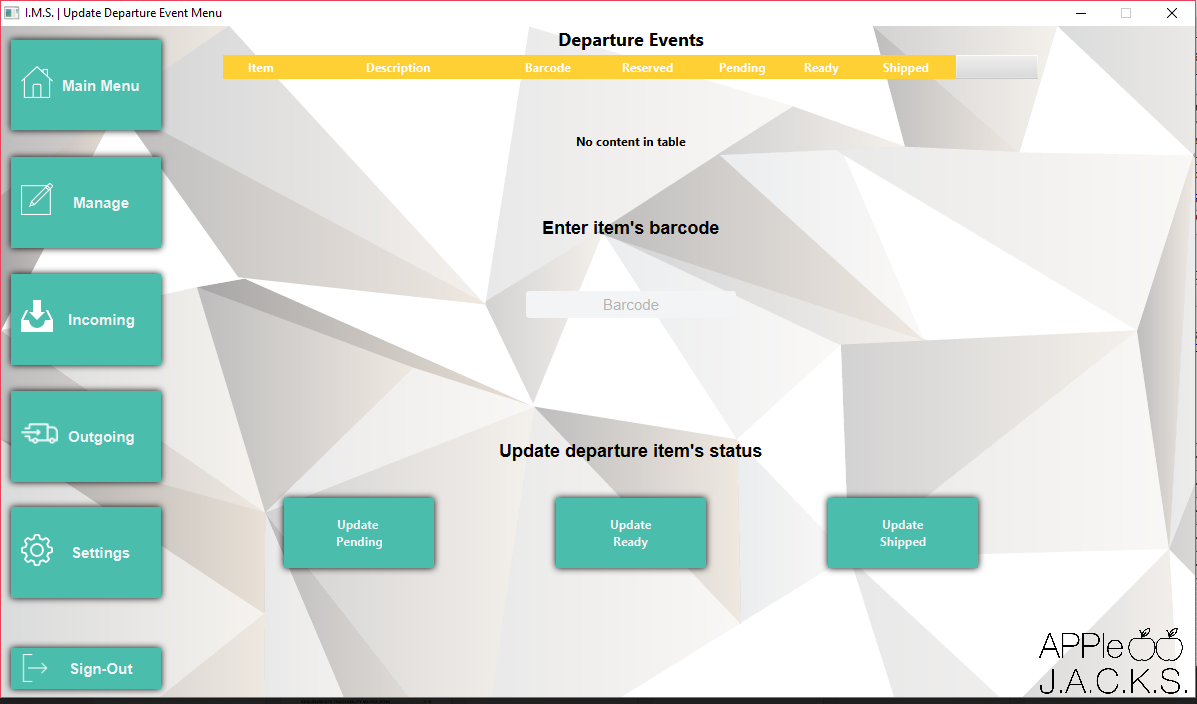 I.M.S. | Update Departure Event Menu
Departure Events
Item Description Barcode Reserved Pending Ready Shipped
No content in table
Main Menu
Manage
Incoming
Outgoing
Settings
Sign-Out
Enter item's barcode
Barcode
Update departure item's status
Update
Pending
Update
Ready
Update
Shipped
APPle
J.A.C.K.S.